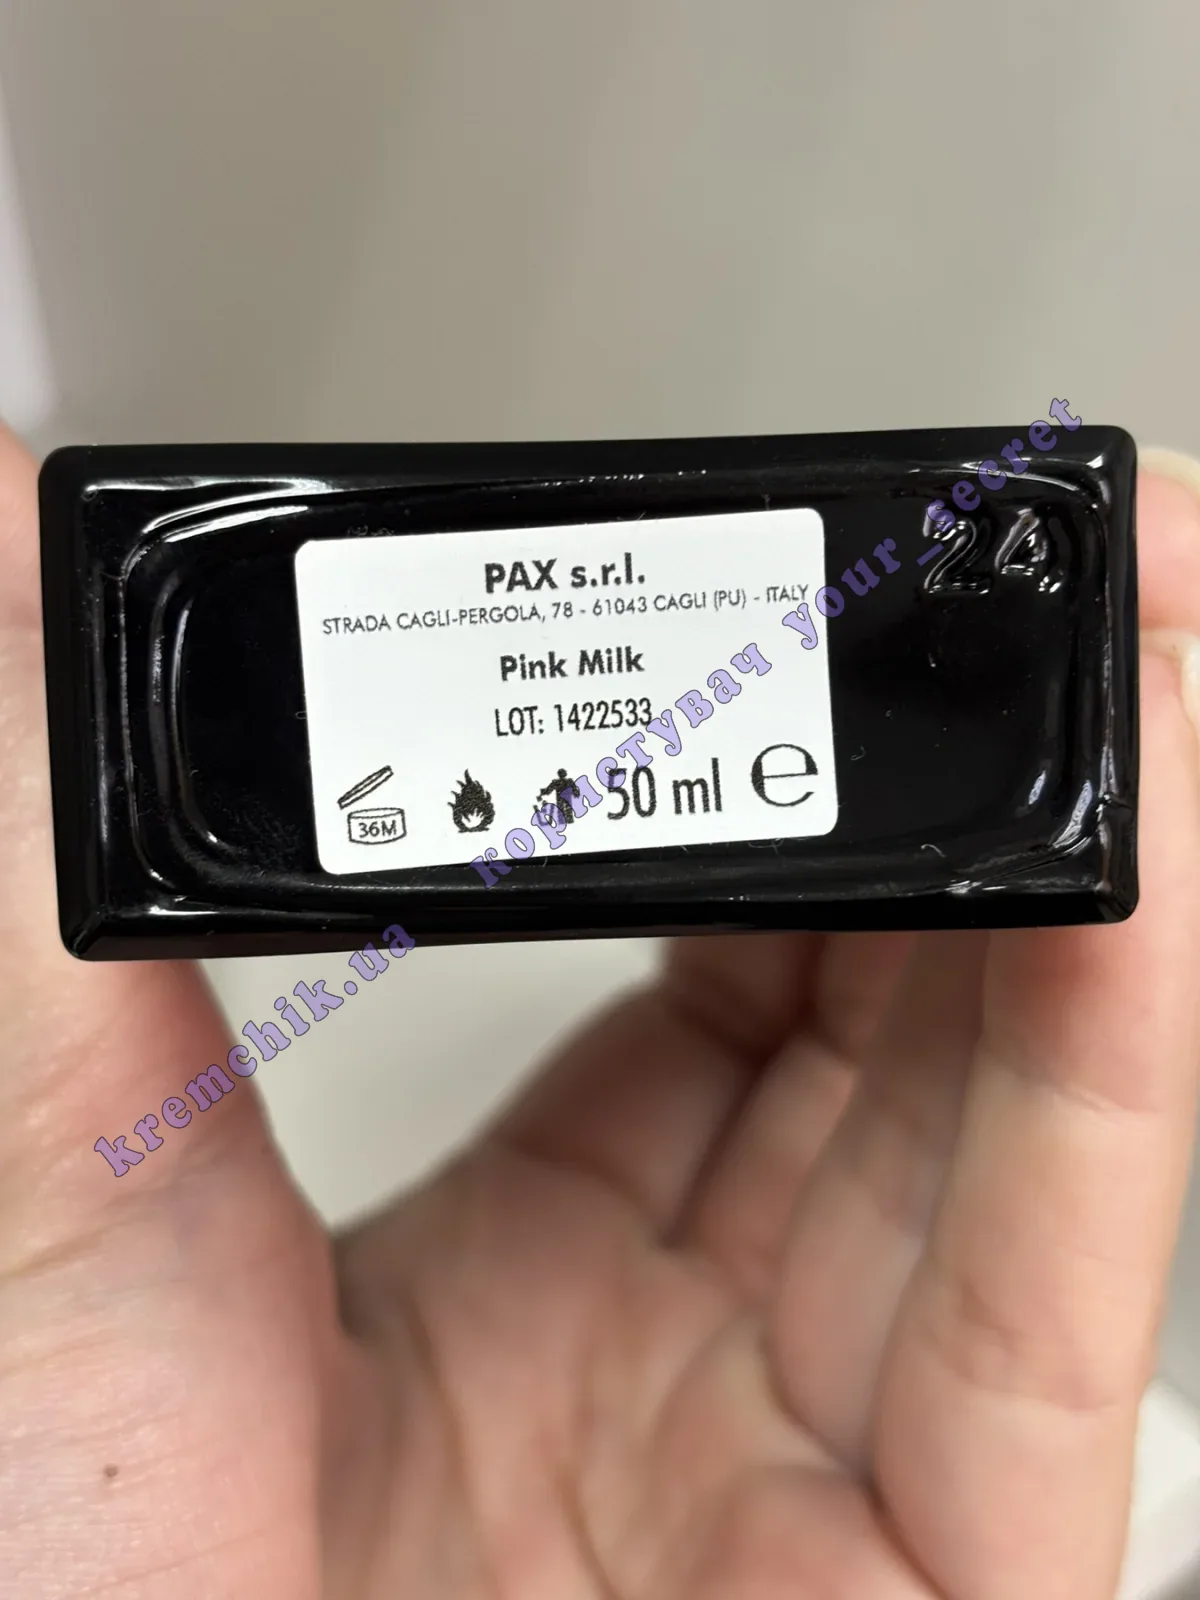 24
PAX s.r.l.
STRADA CAGLI-PERGOLA, 78 - 61043 CAGLI (PU) - ITALY
Pink Milk
LOT: 1422533
36M
50 ml ℮
kremchik.ua користувач your_secret